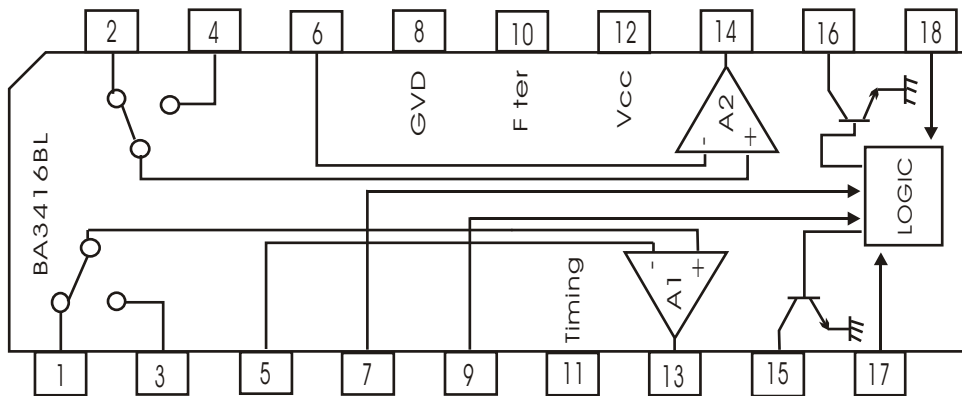 2 4 6 8 10 12 14 16 18
GVD
F ter
Vcc
A2
- +
BA3416BL
LOGIC
Timing
A1
- +
1 3 5 7 9 11 13 15 17